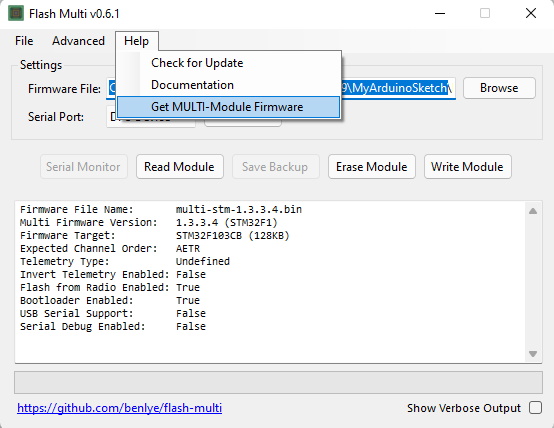 Flash Multi v0.6.1
File Advanced Help
Check for Update
Documentation
Get MULTI-Module Firmware
Settings
Firmware File: 9\MyArduinoSketch\ Browse
Serial Port:
Serial Monitor Read Module Save Backup Erase Module Write Module
Firmware File Name: multi-stm-1.3.3.4.bin
Multi Firmware Version: 1.3.3.4 (STM32F1)
Firmware Target: STM32F103CB (128KB)
Expected Channel Order: AETR
Telemetry Type: Undefined
Invert Telemetry Enabled: False
Flash from Radio Enabled: True
Bootloader Enabled: True
USB Serial Support: False
Serial Debug Enabled: False
https://github.com/benlye/flash-multi Show Verbose Output